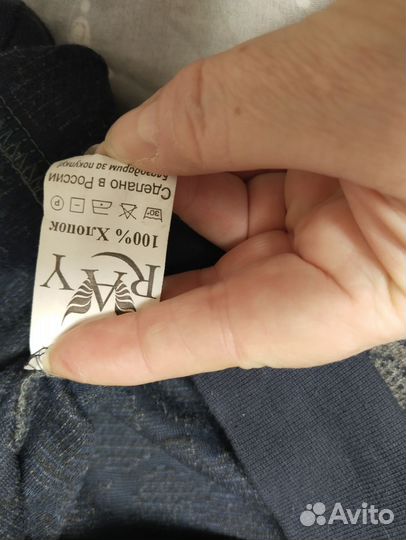 RAY
100% Хлопок
30°
P
Сделано в России
Благодарим за покупку
Avito